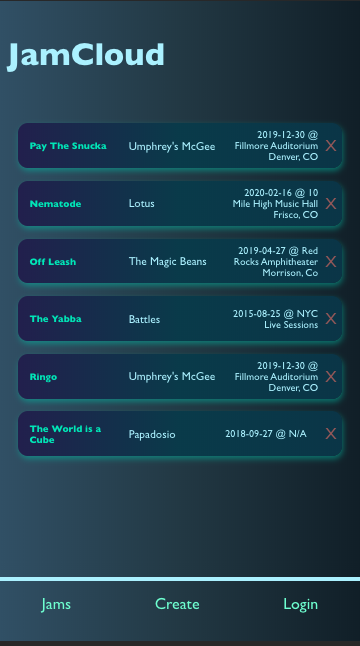 JamCloud
Pay The Snucka
Umphrey's McGee
2019-12-30 @
Fillmore Auditorium
Denver, CO
X
Nematode
Lotus
2020-02-16 @ 10
Mile High Music Hall
Frisco, CO
X
Off Leash
The Magic Beans
2019-04-27 @ Red
Rocks Amphitheater
Morrison, Co
X
The Yabba
Battles
2015-08-25 @ NYC
Live Sessions
X
Ringo
Umphrey's McGee
2019-12-30 @
Fillmore Auditorium
Denver, CO
X
The World is a
Cube
Papadosio
2018-09-27 @ N/A
X
Jams
Create
Login